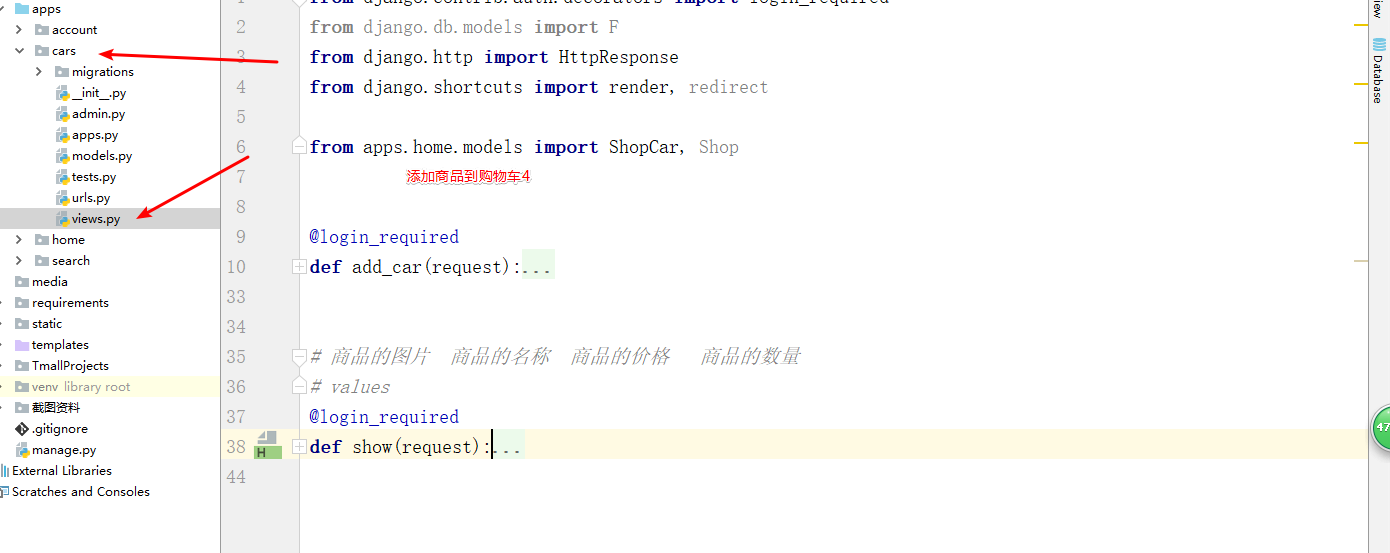 apps
account
cars
migrations
__init__.py
admin.py
apps.py
models.py
tests.py
urls.py
views.py
home
search
media
requirements
static
templates
TmallProjects
venv library root
截图资料
.gitignore
manage.py
External Libraries
Scratches and Consoles
from django.contrib.auth.decorators import login_required
2 from django.db.models import F
3 from django.http import HttpResponse
4 from django.shortcuts import render, redirect
5
6 from apps.home.models import ShopCar, Shop
7 添加商品到购物车4
8
9 @login_required
10 def add_car(request):...
33
34
35 # 商品的图片 商品的名称 商品的价格 商品的数量
36 # values
37 @login_required
38 H def show(request):...
44
Database
47